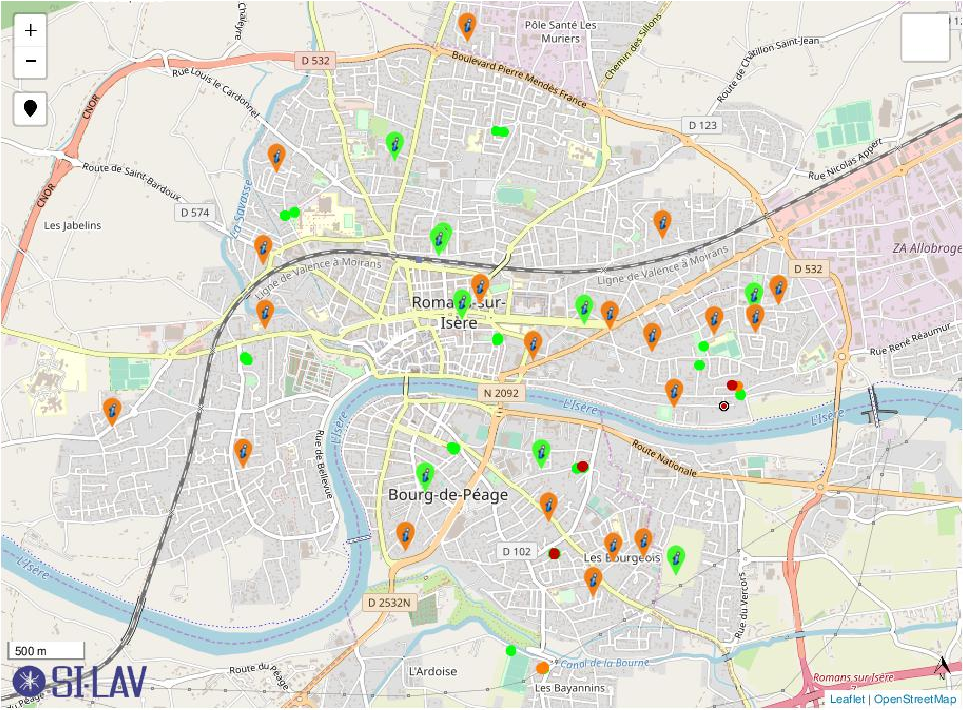 +
−
Châteyre
D 532
Pôle Santé Les
Muriers
Chemin des Sillons
Route de Châtillon Saint-Jean
Boulevard Pierre Mendès France
Rue Louis le Cardonnet
CNOR
D 123
Rue Nicolas Appert
Route de Saint-Bardoux
CNOR
La Savasse
D 574
Les Jabelins
ZA Allobroge
Ligne de Valence à Moirans
Ligne de Valence à Moirans
D 532
Romans-sur-
Isère
Rue René Réaumur
N 2092
L'Isère
L'Isère
L'Isère
Rue de Bellevue
Route Nationale
Bourg-de-Péage
D 102
Les Bourgeois
L'Isère
D 2532N
Rue du Vercors
500 m
SI LAV
Route du Péage
L'Ardoise
Canal de la Bourne
Les Bayannins
Romans sur Isère
N
Leaflet | OpenStreetMap